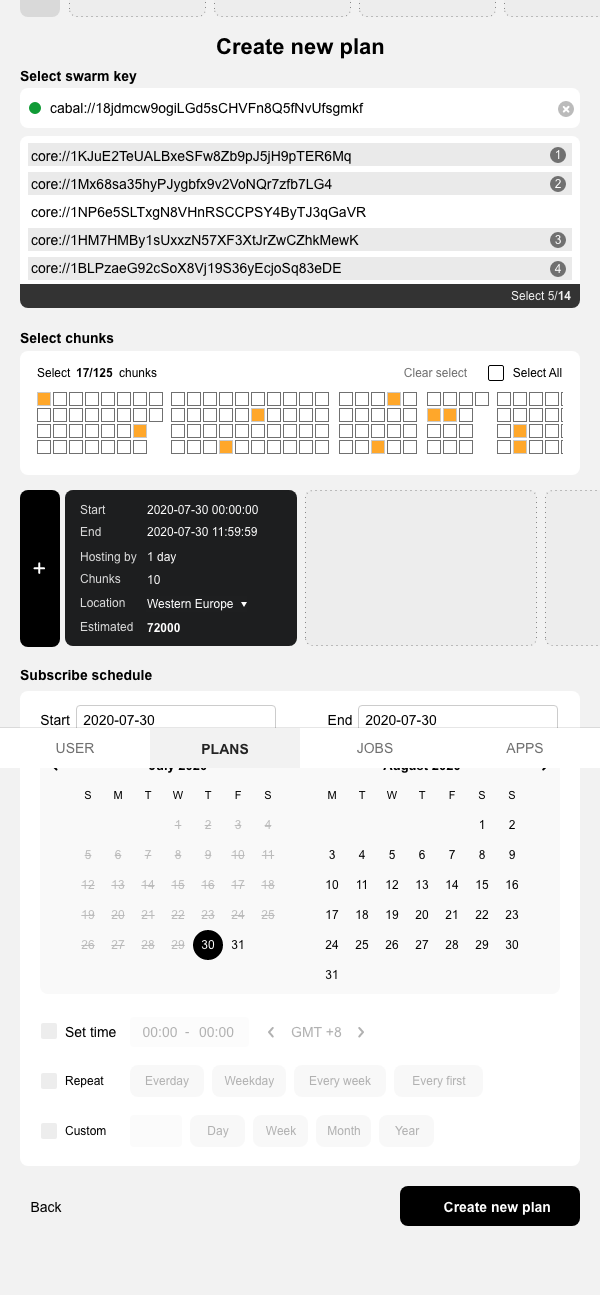 Create new plan
Select swarm key
cabal://18jdmcw9ogiLGd5sCHVFn8Q5fNvUfsgmkf
core://1KJuE2TeUALBxeSFw8Zb9pJ5jH9pTER6Mq 1
core://1Mx68sa35hyPJygbfx9v2VoNQr7zfb7LG4 2
core://1NP6e5SLTxgN8VHnRSCCPSY4ByTJ3qGaVR
core://1HM7HMBy1sUxxzN57XF3XtJrZwCZhkMewK 3
core://1BLPzaeG92cSoX8Vj19S36yEcjoSq83eDE 4
Select 5/14
Select chunks
Select 17/125 chunks Clear select Select All
Start 2020-07-30 00:00:00
End 2020-07-30 11:59:59
Hosting by 1 day
Chunks 10
+
Location Western Europe
Estimated 72000
Subscribe schedule
Start 2020-07-30 End 2020-07-30
USER PLANS JOBS APPS
July 2020 August 2020
S M T W T F S M T W T F S S
1 2 3 4 1 2
5 6 7 8 9 10 11 3 4 5 6 7 8 9
12 13 14 15 16 17 18 10 11 12 13 14 15 16
19 20 21 22 23 24 25 17 18 19 20 21 22 23
26 27 28 29 30 31 24 25 26 27 28 29 30
31
Set time 00:00 - 00:00 GMT +8
Repeat Everday Weekday Every week Every first
Custom Day Week Month Year
Back Create new plan